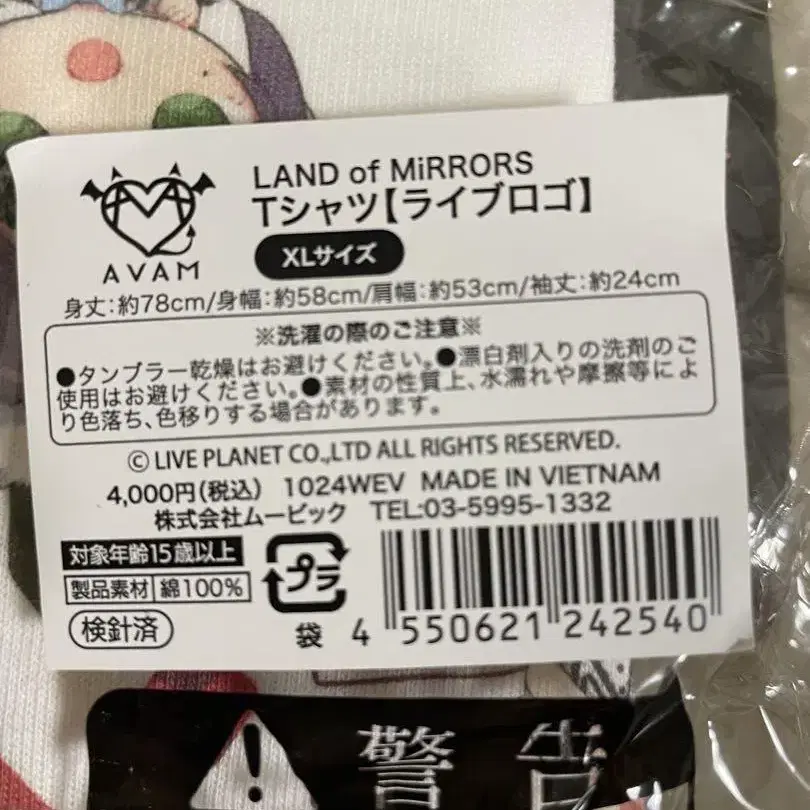 AVAM
LAND of MiRRORS
Tシャツ【ライブロゴ】
XLサイズ
身丈:約78cm/身幅:約58cm/肩幅:約53cm/袖丈:約24cm
※洗濯の際のご注意※
●タンブラー乾燥はお避けください。●漂白剤入りの洗剤のご
使用はお避けください。●素材の性質上、水濡れや摩擦等によ
り色落ち、色移りする場合があります。
© LIVE PLANET CO.,LTD ALL RIGHTS RESERVED.
4,000円(税込) 1024WEV MADE IN VIETNAM
株式会社ムービック TEL:03-5995-1332
対象年齢15歳以上
製品素材 綿100%
検針済
プラ
袋
4 550621 242540
警告